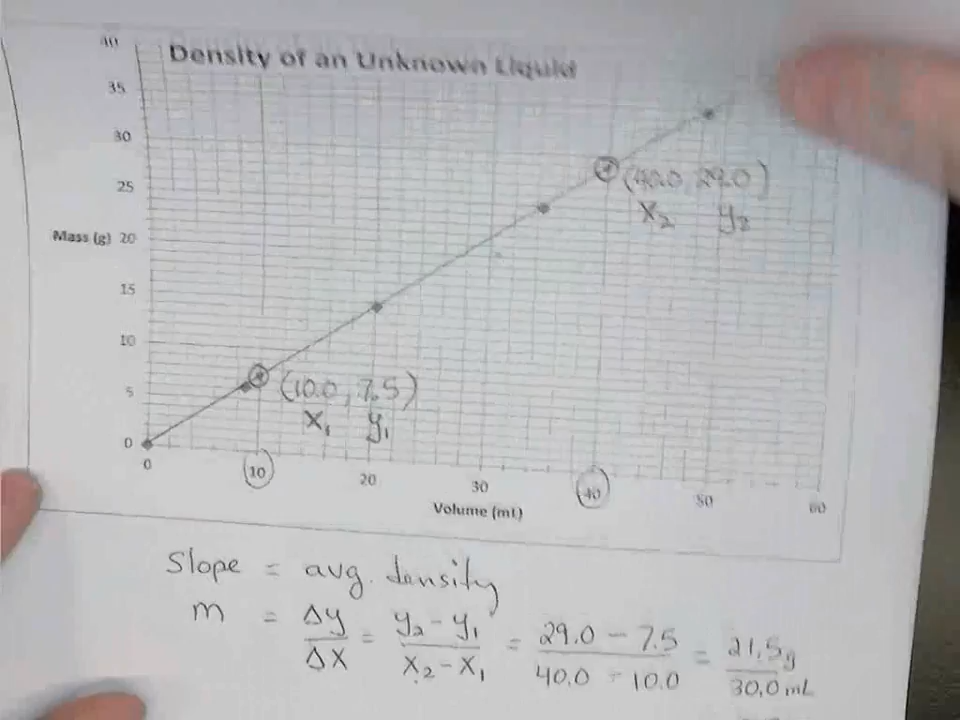 Density of an Unknown Liquid
40
35
30
25
Mass (g) 20
15
10
5
0
(40.0, 29.0)
x₂ y₂
(10.0, 7.5)
x₁ y₁
0 10 20 30 40 50 60
Volume (mL)
Slope = avg. density
m = Δy/Δx = y₂ - y₁/x₂ - x₁ = 29.0 - 7.5/40.0 - 10.0 = 21.5g/30.0 mL